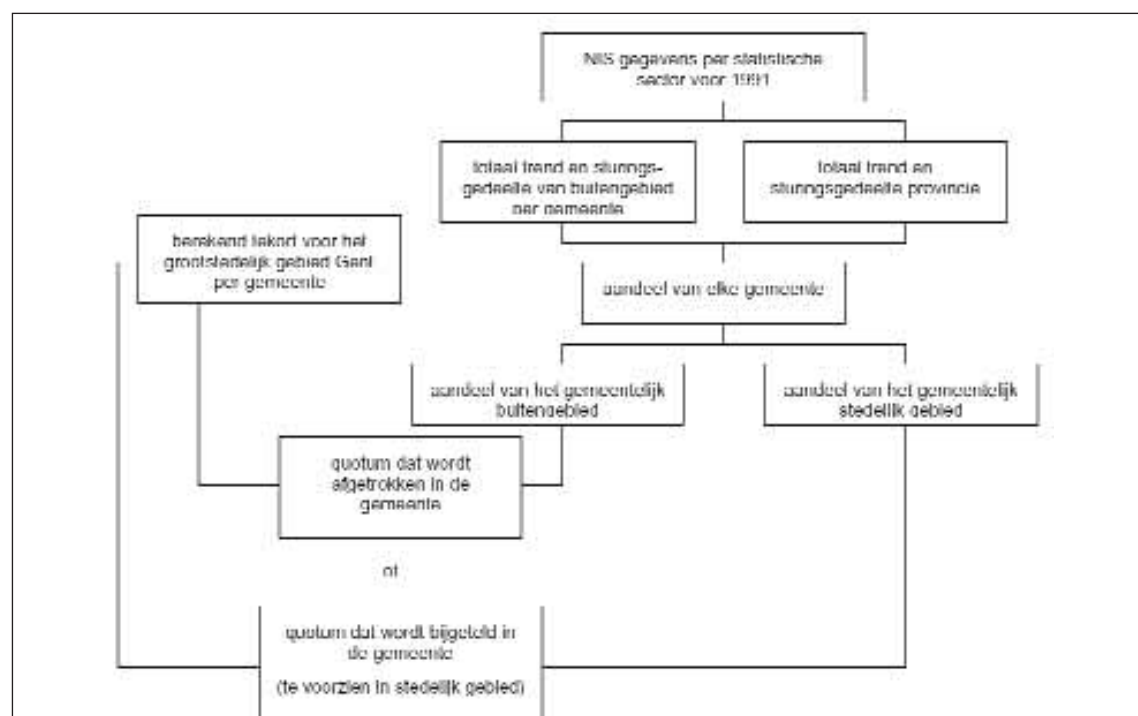 NIS gegevens per statistische
sector voor 1991
totaal trend en sturings-
gedeelte van buitengebied
per gemeente
totaal trend en
sturingsgedeelte provincie
berekend tekort voor het
grootstedelijk gebied Gent
per gemeente
aandeel van elke gemeente
aandeel van het gemeentelijk
buitengebied
aandeel van het gemeentelijk
stedelijk gebied
quotum dat wordt
afgetrokken in de
gemeente
of
quotum dat wordt bijgeteld in
de gemeente
(te voorzien in stedelijk gebied)